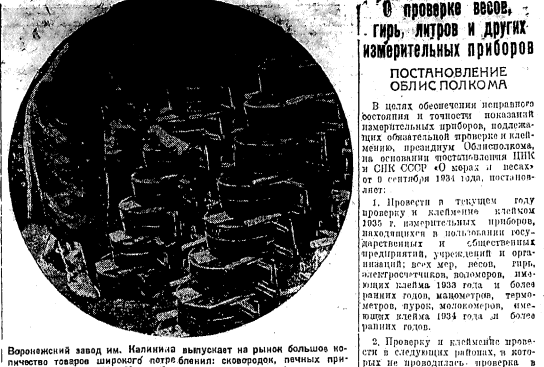 Воронежский завод им. Калинина выпускает на рынок большое ко-
личество товаров широкого потребления: сковородок, печных при-
О проверке весов,
гирь, литров и других
измерительных приборов
ПОСТАНОВЛЕНИЕ
ОБЛИСПОЛКОМА
В целях обеспечения исправного
состояния и точности показаний
измерительных приборов, подлежа-
щих обязательной проверке и клей-
мению, президиум Облисполкома,
на основании постановления ЦИК
и СНК СССР «О мерах и весах»
от 9 сентября 1934 года, постанов-
ляет:
1. Провести в текущем году
проверку и клеймение клеймом
1935 г. измерительных приборов,
находящихся в пользовании госу-
дарственных и общественных
предприятий, учреждений и орга-
низаций: всех мер, весов, гирь,
электросчетчиков, водомеров, име-
ющих клейма 1933 года и более
ранних годов, манометров, термо-
метров, пурок, молокомеров, име-
ющих клейма 1934 года и более
ранних годов.
2. Проверку и клеймение прове-
сти в следующих районах, в кото-
рых не проводилась проверка в